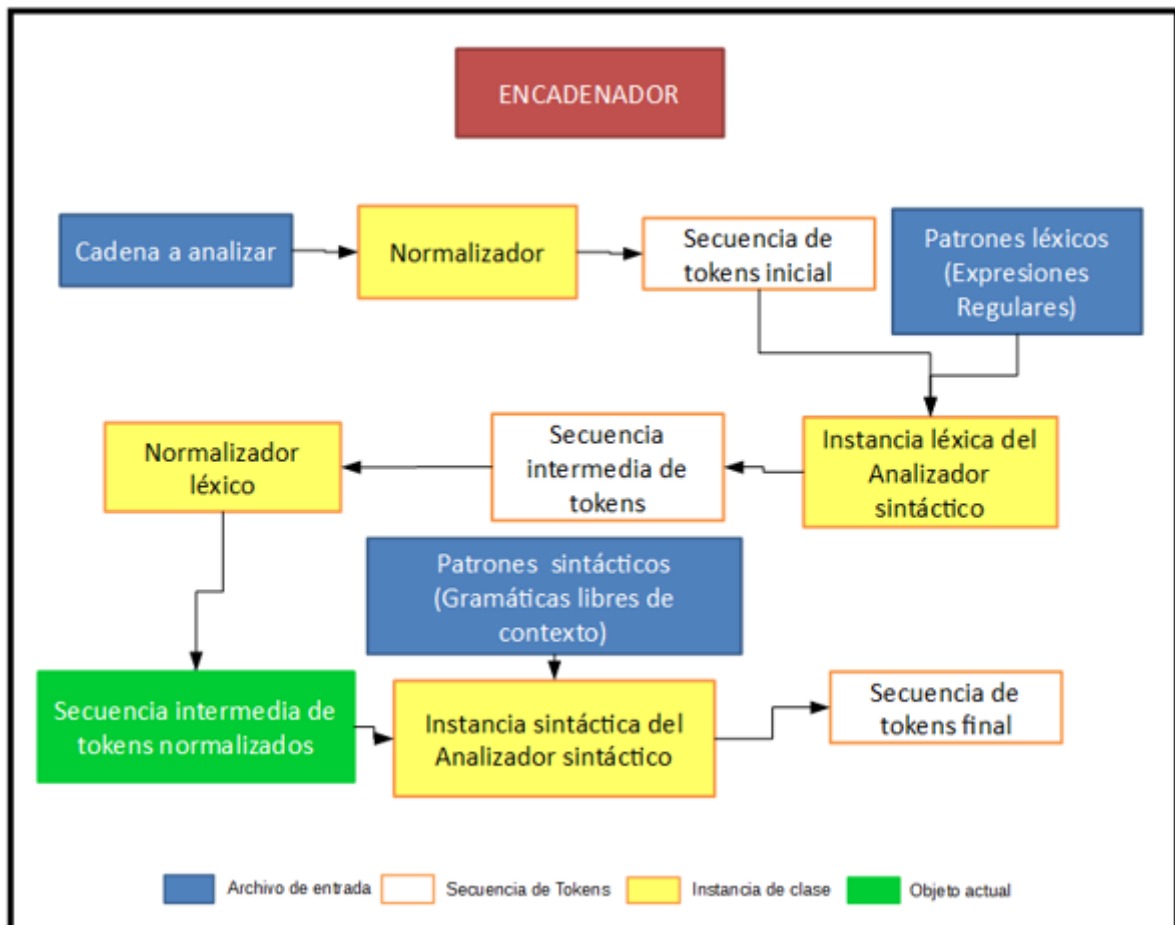 ENCADENADOR
Cadena a analizar
Normalizador
Secuencia de
tokens inicial
Patrones léxicos
(Expresiones
Regulares)
Normalizador
léxico
Secuencia
intermedia de
tokens
Instancia léxica del
Analizador
sintáctico
Patrones sintácticos
(Gramáticas libres de
contexto)
Secuencia intermedia de
tokens normalizados
Instancia sintáctica del
Analizador sintáctico
Secuencia de
tokens final
Archivo de entrada
Secuencia de Tokens
Instancia de clase
Objeto actual